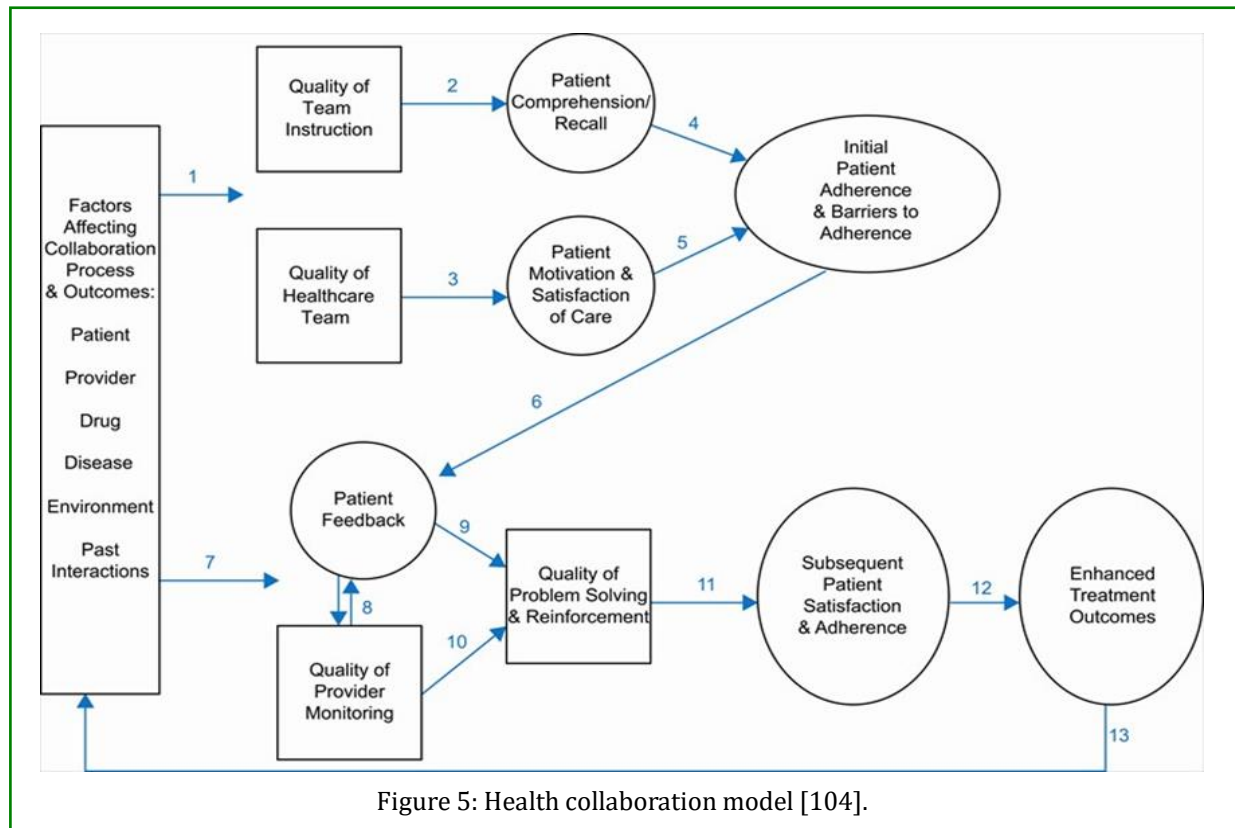 Factors
Affecting
Collaboration
Process
& Outcomes:
Patient
Provider
Drug
Disease
Environment
Past
Interactions
1
Quality of
Team
Instruction
2
Patient
Comprehension/
Recall
4
Quality of
Healthcare
Team
3
Patient
Motivation &
Satisfaction
of Care
5
Initial
Patient
Adherence
& Barriers to
Adherence
6
7
Patient
Feedback
8
9
Quality of
Provider
Monitoring
10
Quality of
Problem Solving
& Reinforcement
11
Subsequent
Patient
Satisfaction
& Adherence
12
Enhanced
Treatment
Outcomes
13
Figure 5: Health collaboration model [104].